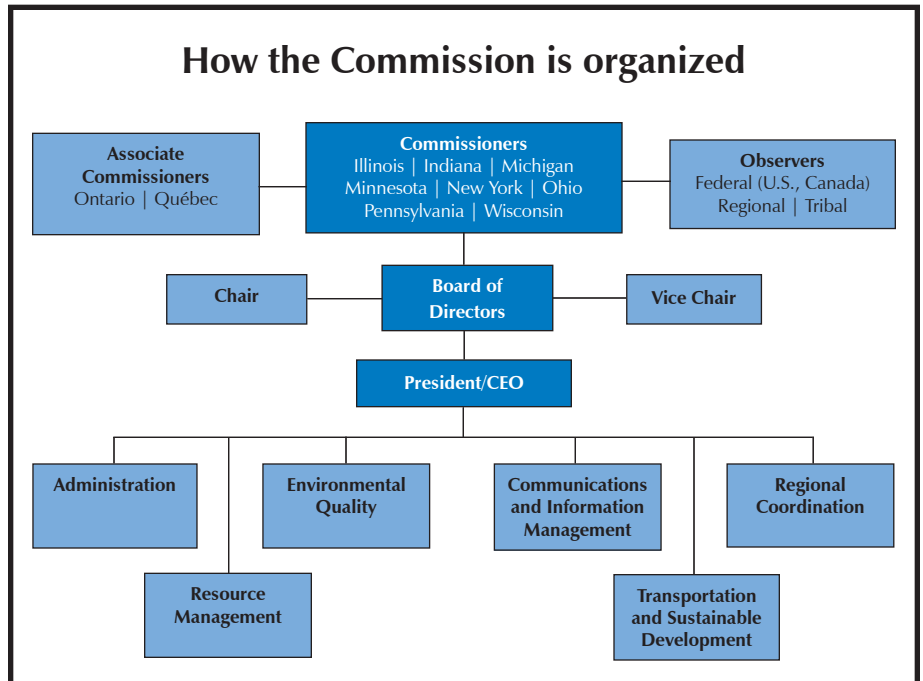 How the Commission is organized
Associate
Commissioners
Ontario | Québec
Commissioners
Illinois | Indiana | Michigan
Minnesota | New York | Ohio
Pennsylvania | Wisconsin
Observers
Federal (U.S., Canada)
Regional | Tribal
Chair
Board of
Directors
Vice Chair
President/CEO
Administration
Environmental
Quality
Communications
and Information
Management
Regional
Coordination
Resource
Management
Transportation
and Sustainable
Development